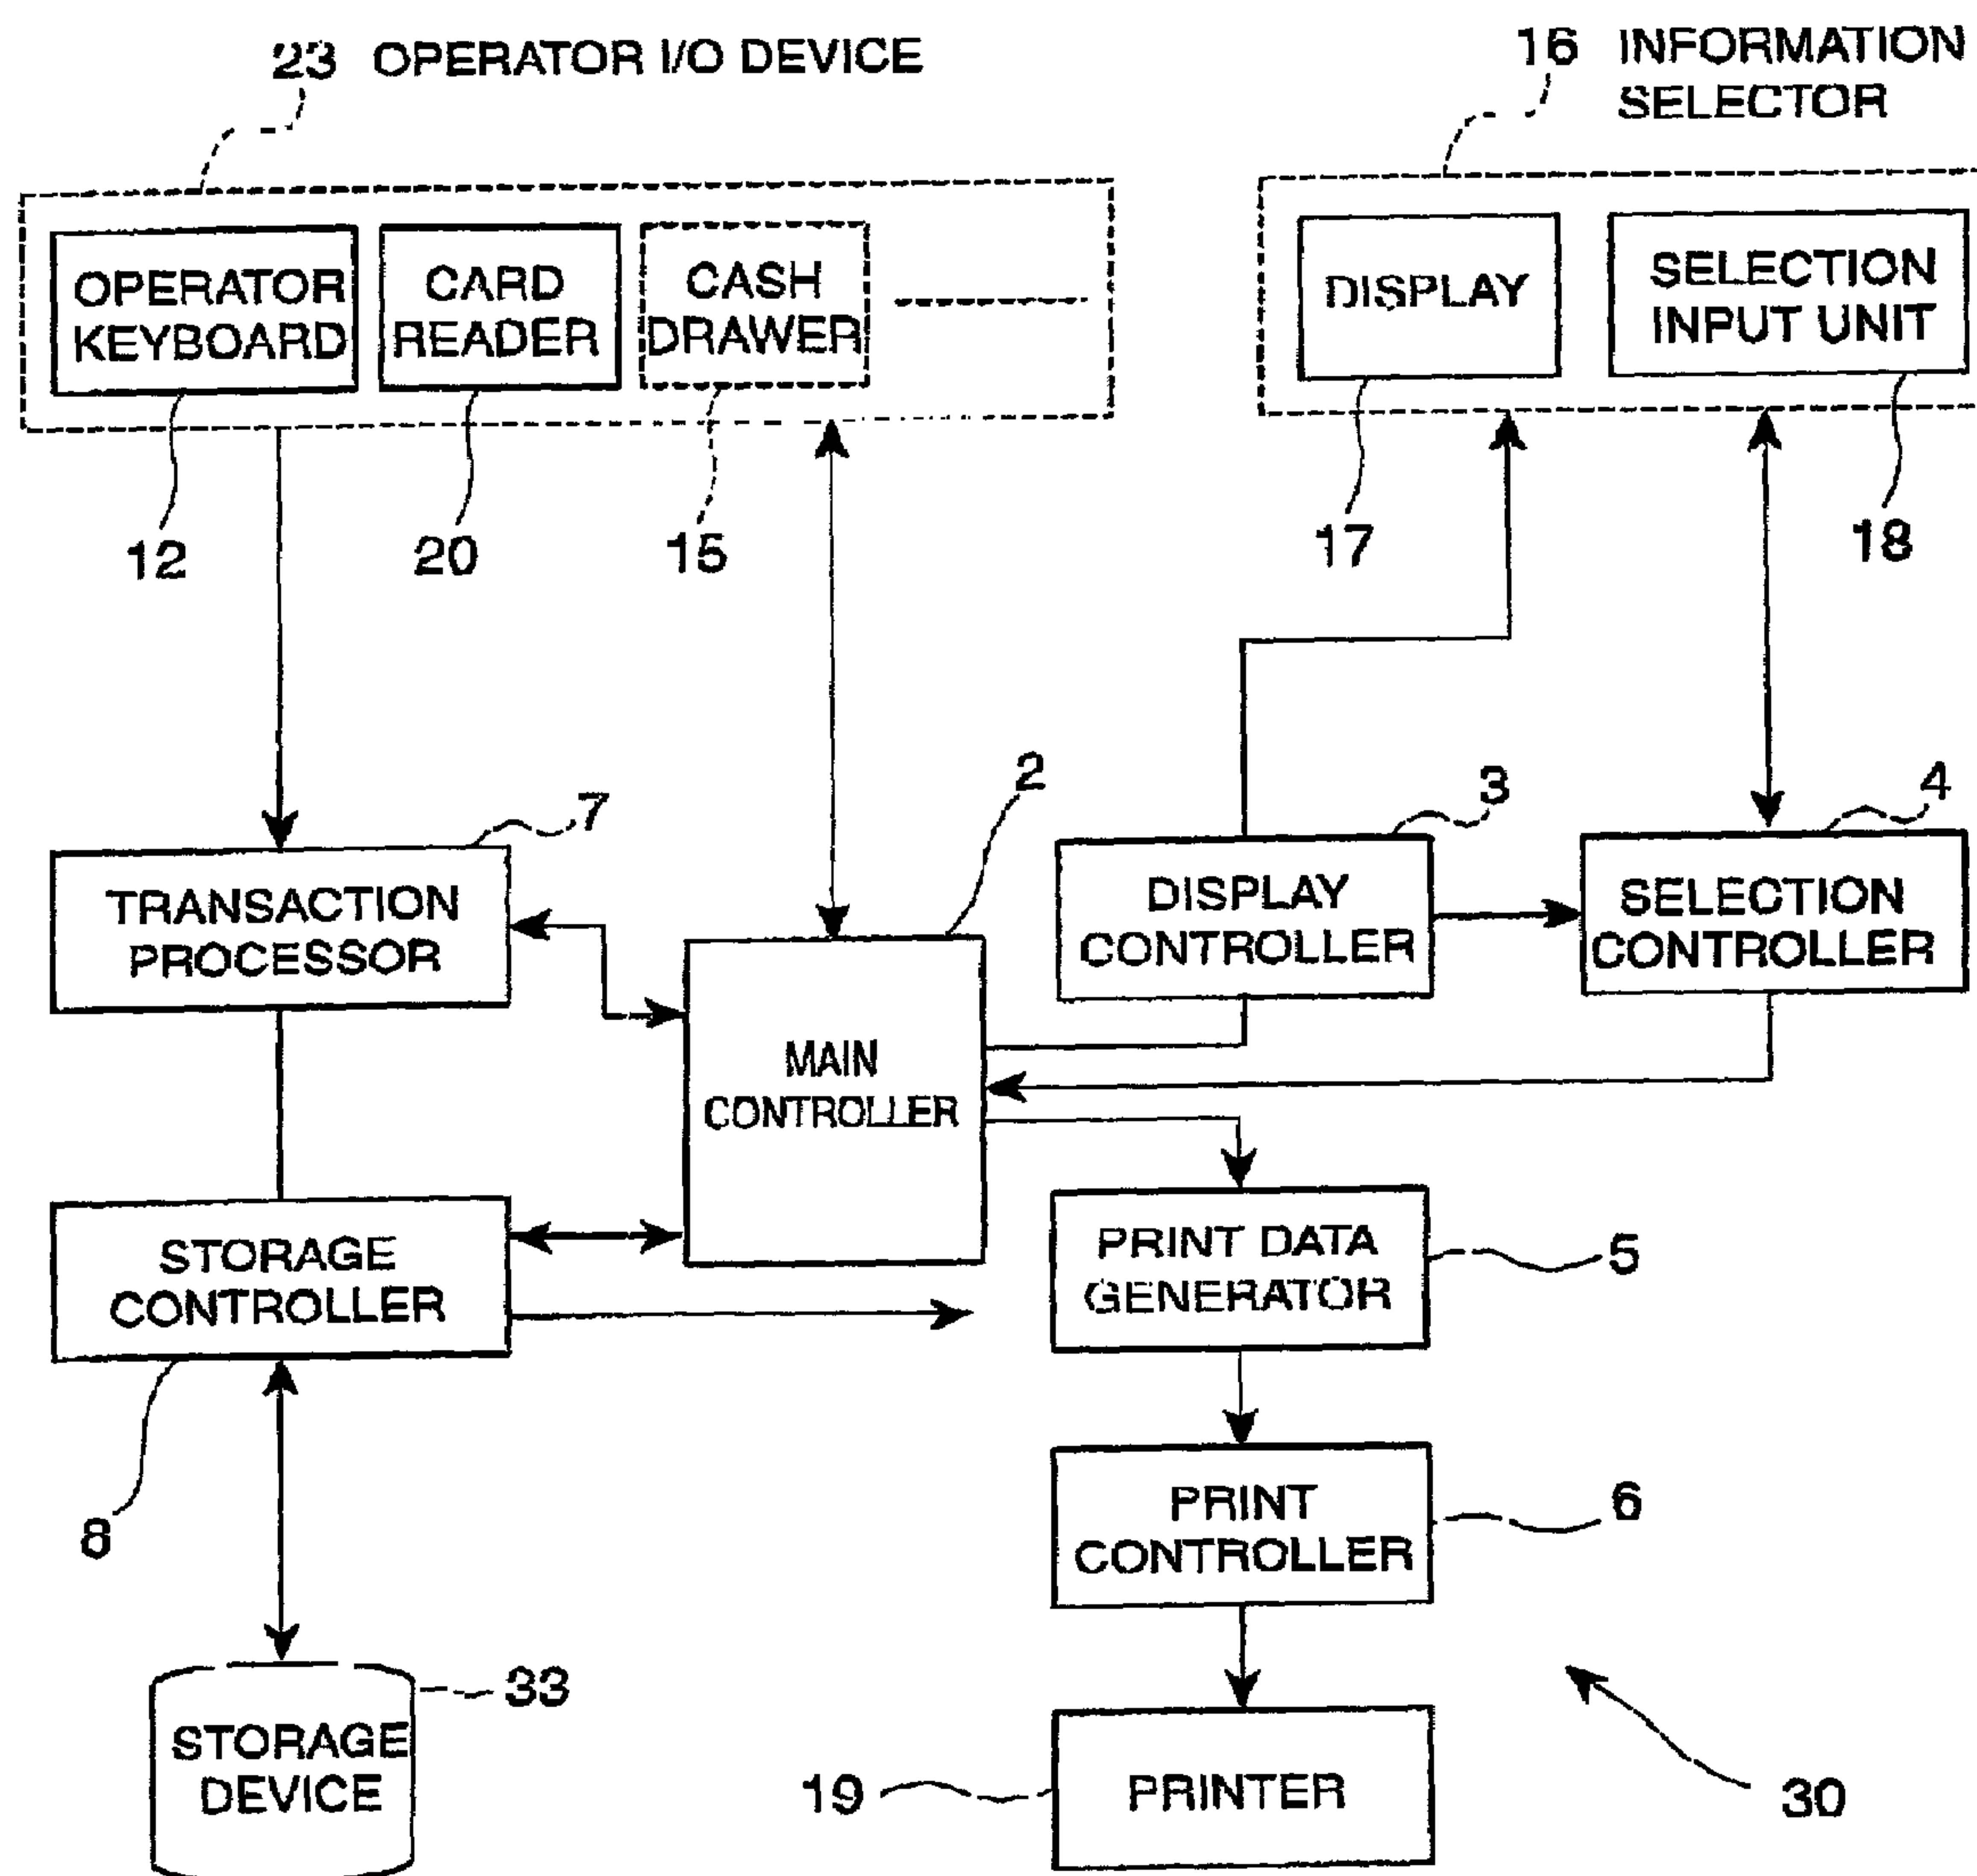 23 OPERATOR I/O DEVICE
16 INFORMATION
SELECTOR
OPERATOR
KEYBOARD
CARD
READER
CASH
DRAWER
DISPLAY
SELECTION
INPUT UNIT
12
20
15
17
18
2
3
4
7
TRANSACTION
PROCESSOR
DISPLAY
CONTROLLER
SELECTION
CONTROLLER
MAIN
CONTROLLER
STORAGE
CONTROLLER
PRINT DATA
GENERATOR
5
8
PRINT
CONTROLLER
6
33
STORAGE
DEVICE
19
PRINTER
30